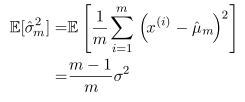 𝔼[σ̂²ₘ] = 𝔼 [ 1/m ∑ᵢ₌₁ᵐ ( x⁽ⁱ⁾ − μ̂ₘ )² ]
= (m − 1)/m σ²